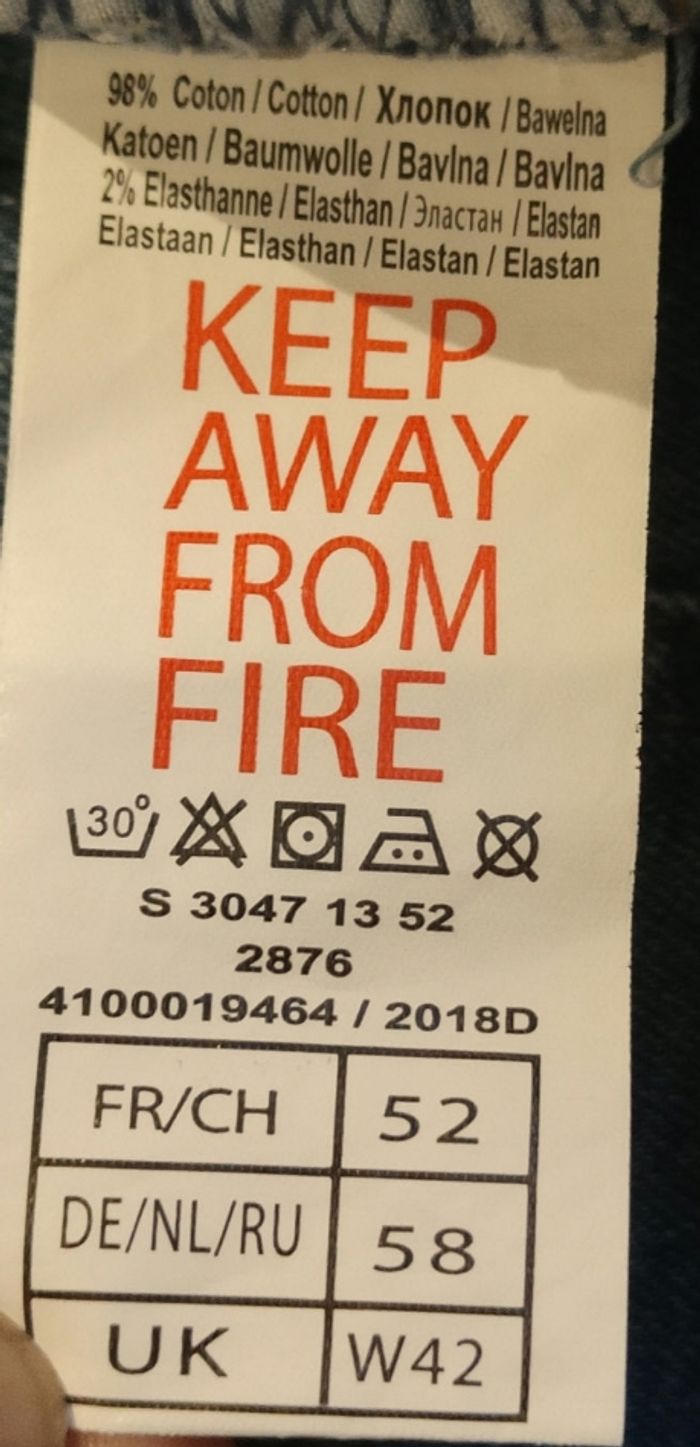 98% Coton / Cotton / Хлопок / Bawelna
Katoen / Baumwolle / Bavlna / Bavlna
2% Elasthanne / Elasthan / Эластан / Elastan
Elastaan / Elasthan / Elastan / Elastan
KEEP
AWAY
FROM
FIRE
30°
S 3047 13 52
2876
4100019464 / 2018D
FR/CH 52
DE/NL/RU 58
UK W42